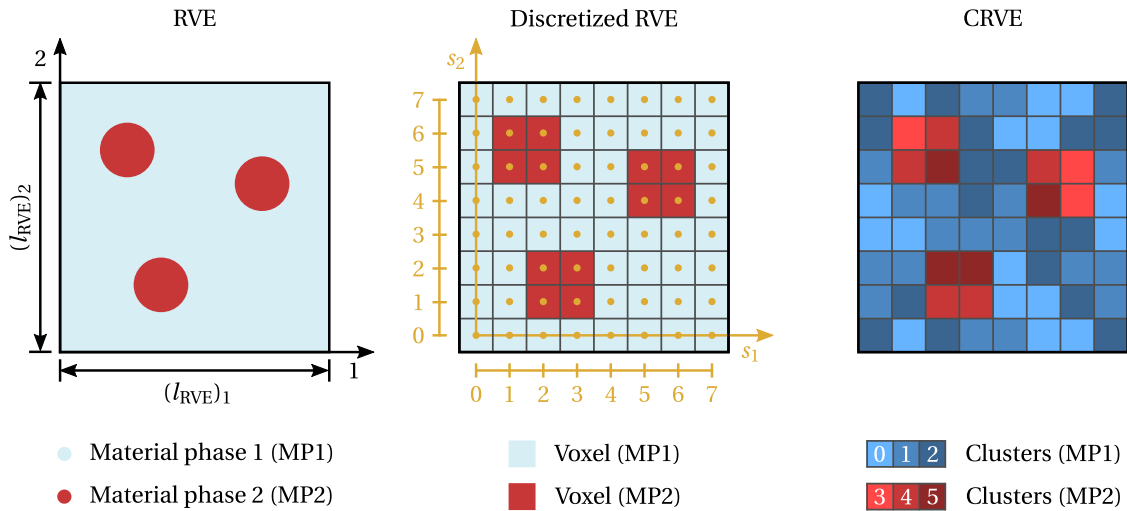 RVE
Discretized RVE
CRVE
2
(lRVE)2
1
(lRVE)1
s2
7
6
5
4
3
2
1
0
s1
0 1 2 3 4 5 6 7
Material phase 1 (MP1)
Voxel (MP1)
0 1 2 Clusters (MP1)
Material phase 2 (MP2)
Voxel (MP2)
3 4 5 Clusters (MP2)